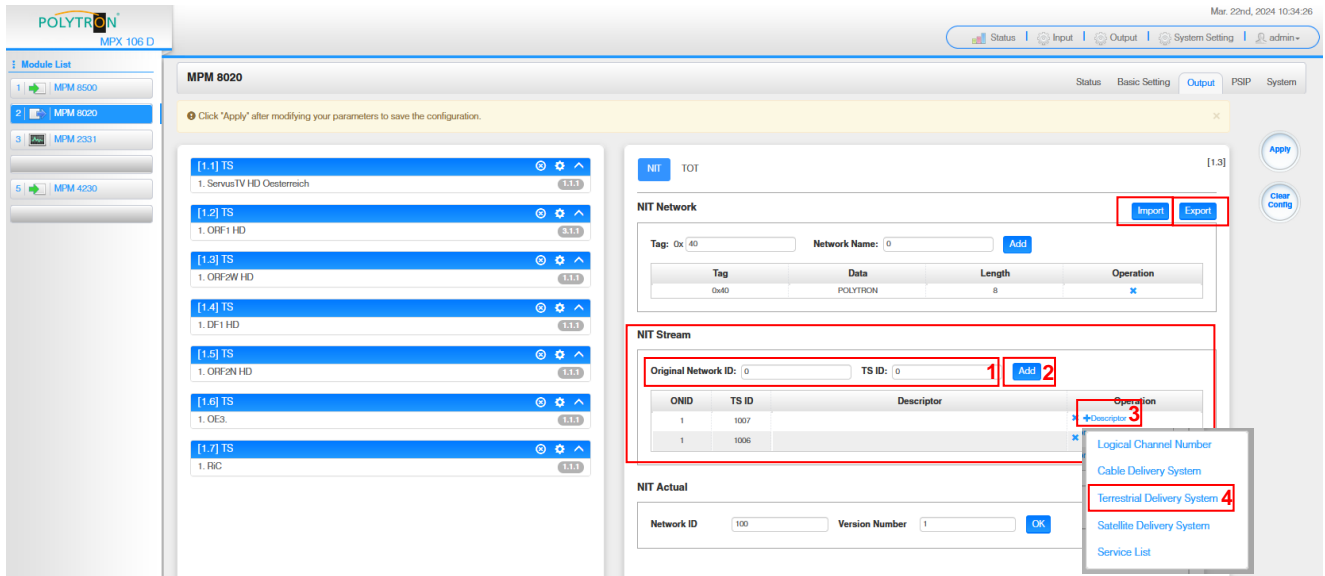 Mar. 22nd, 2024 10:34:26
POLYTRON
MPX 106 D
Status Input Output System Setting admin
Module List
1 MPM 8500
2 MPM 8020
3 MPM 2331
5 MPM 4230
MPM 8020
Status Basic Setting Output PSIP System
Click "Apply" after modifying your parameters to save the configuration. ×
Apply
Clear
Config
[1.1] TS
1. ServusTV HD Oesterreich 1.1.1
[1.2] TS
1. ORF1 HD 3.1.1
[1.3] TS
1. ORF2W HD 1.1.1
[1.4] TS
1. DF1 HD 1.1.1
[1.5] TS
1. ORF2N HD 1.1.1
[1.6] TS
1. OE3. 1.1.1
[1.7] TS
1. RiC 1.1.1
NIT TOT [1.3]
NIT Network Import Export
Tag: 0x 40 Network Name: 0 Add
Tag Data Length Operation
0x40 POLYTRON 8
NIT Stream
Original Network ID: 0 TS ID: 0 1 Add 2
ONID TS ID Descriptor Operation
1 1007 +Descriptor 3
1 1006
Logical Channel Number
Cable Delivery System
Terrestrial Delivery System 4
Satellite Delivery System
Service List
NIT Actual
Network ID 100 Version Number 1 OK